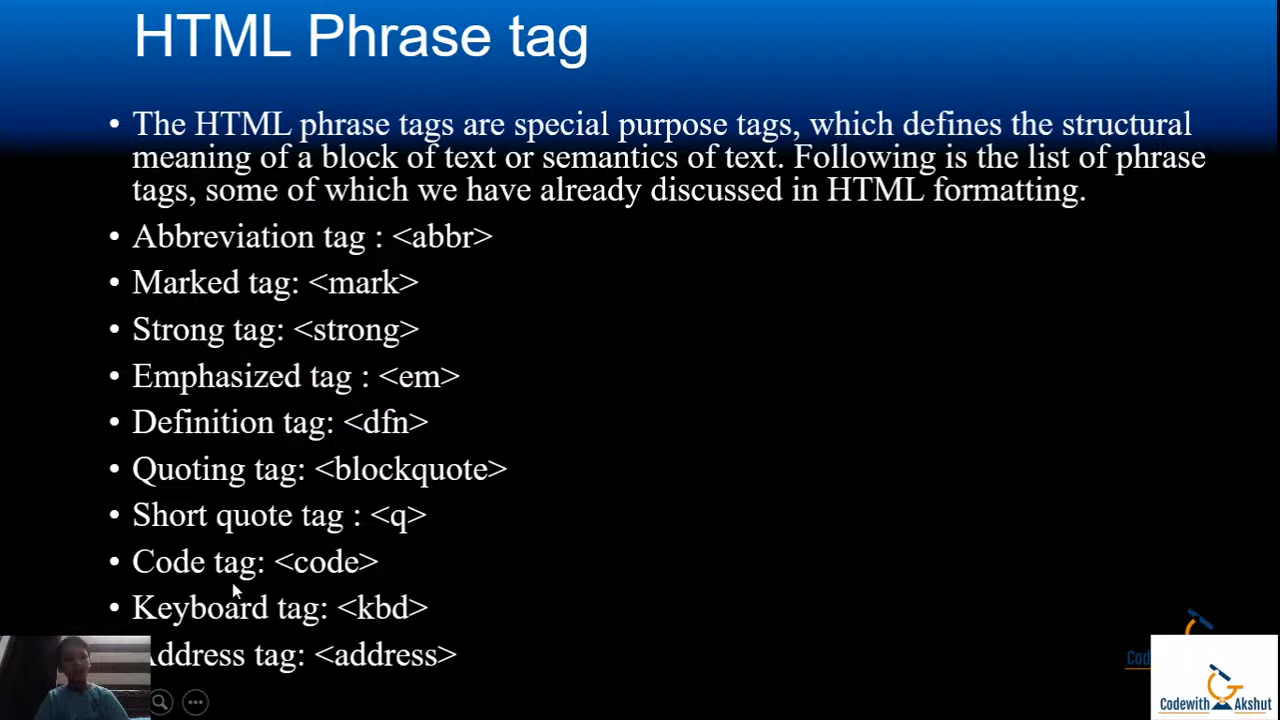 HTML Phrase tag
• The HTML phrase tags are special purpose tags, which defines the structural
meaning of a block of text or semantics of text. Following is the list of phrase
tags, some of which we have already discussed in HTML formatting.
• Abbreviation tag : <abbr>
• Marked tag: <mark>
• Strong tag: <strong>
• Emphasized tag : <em>
• Definition tag: <dfn>
• Quoting tag: <blockquote>
• Short quote tag : <q>
• Code tag: <code>
• Keyboard tag: <kbd>
Address tag: <address>
Cod
Codewith Akshut